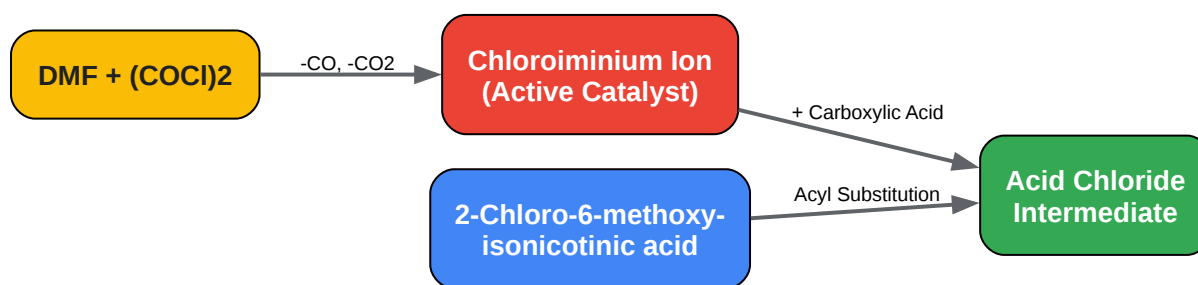 DMF + (COCl)2
-CO, -CO2
Chloroiminium Ion
(Active Catalyst)
+ Carboxylic Acid
2-Chloro-6-methoxy-
isonicotinic acid
Acyl Substitution
Acid Chloride
Intermediate